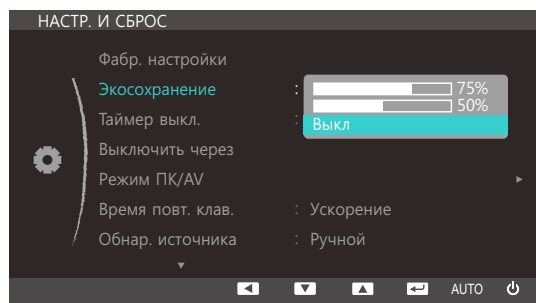 НАСТР. И СБРОС
Фабр. настройки
Экосохранение :
75%
50%
Выкл
Таймер выкл. :
Выключить через
Режим ПК/AV
Время повт. клав. : Ускорение
Обнар. источника : Ручной
AUTO